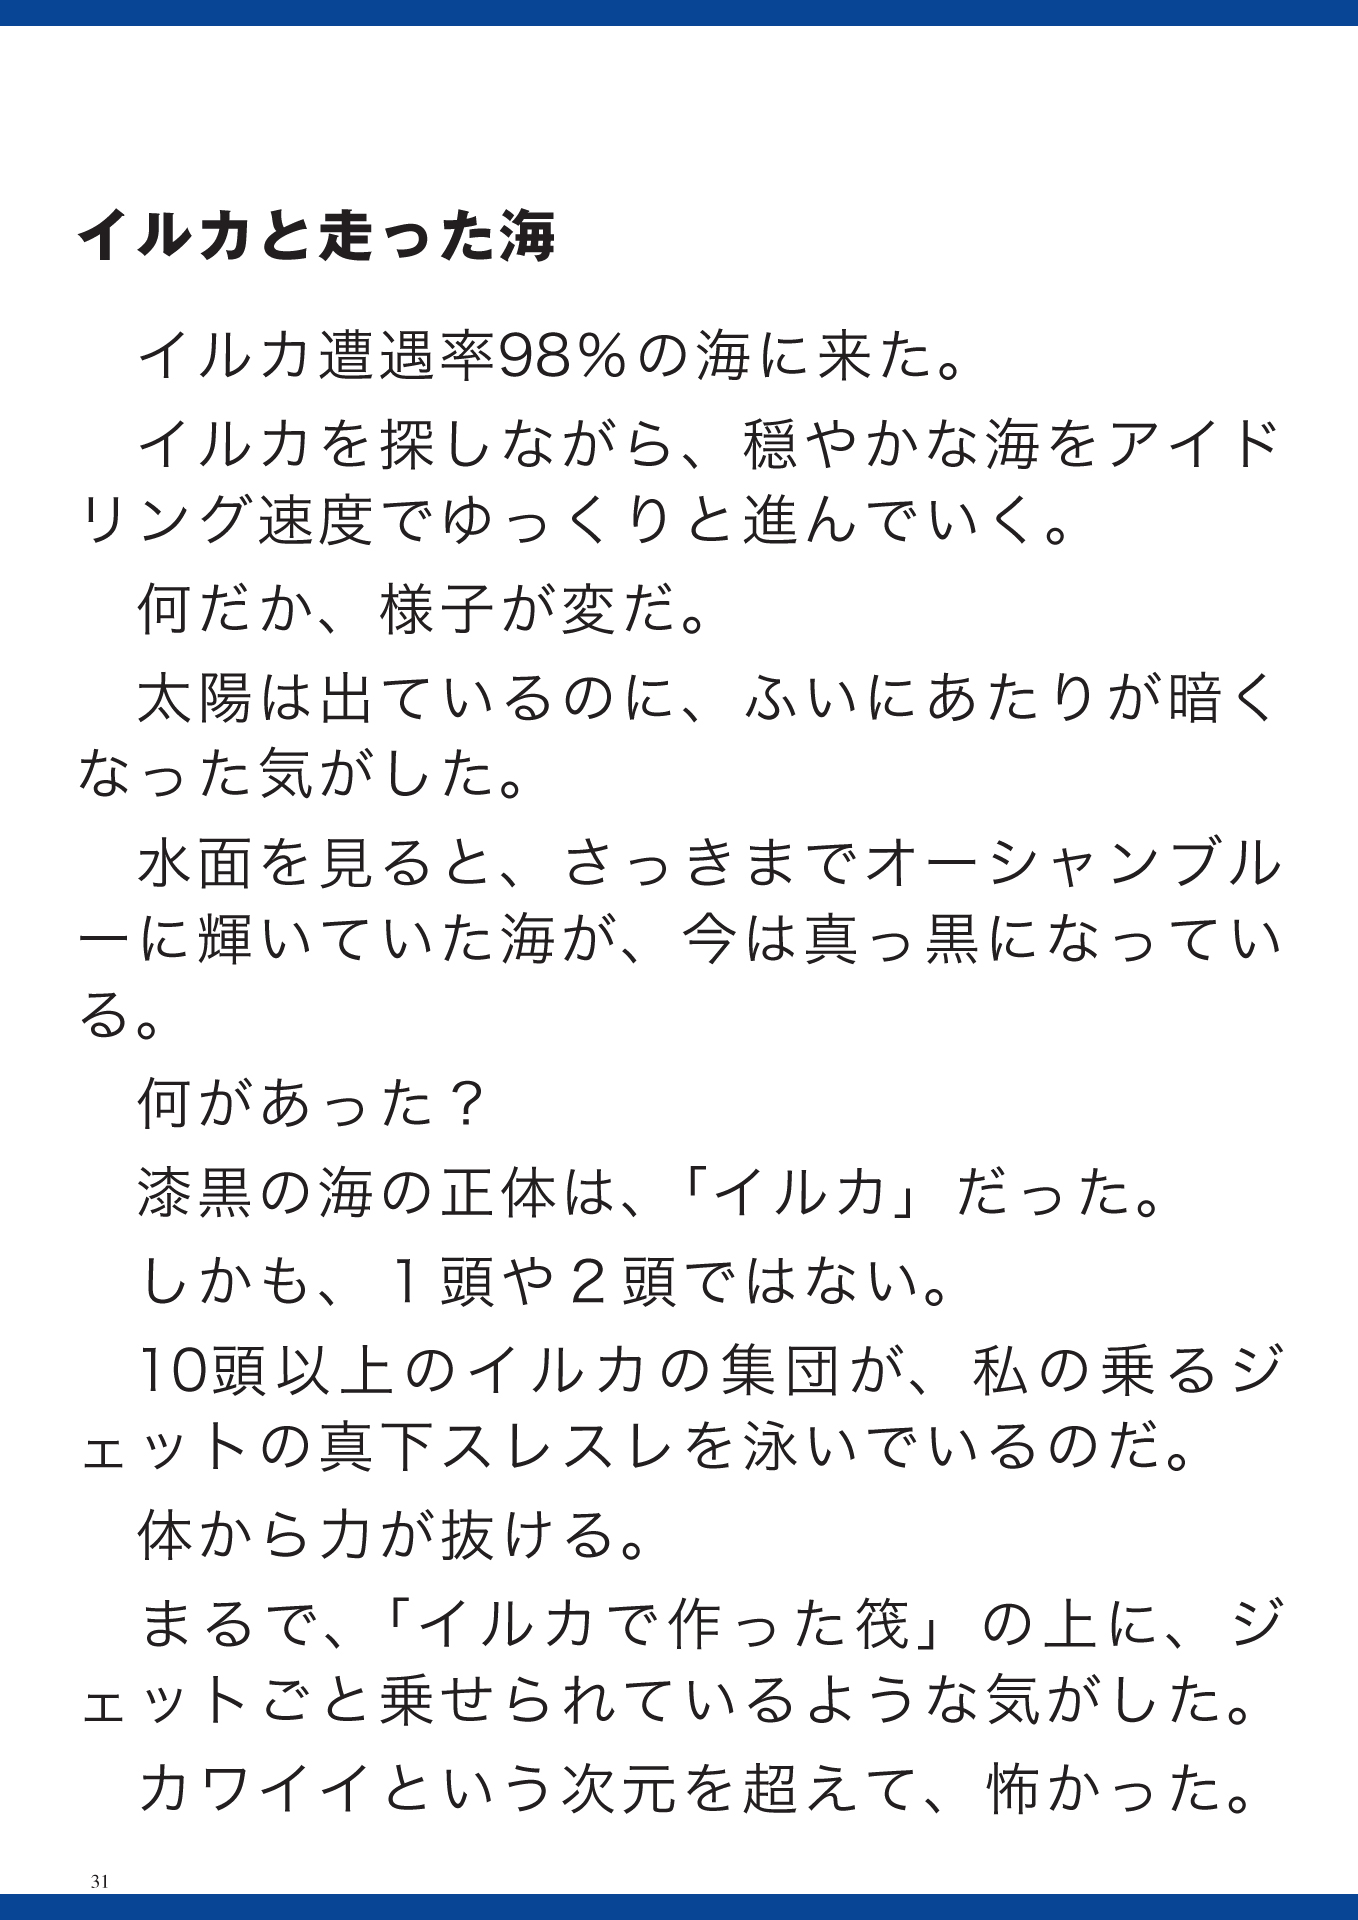 イルカと走った海
　イルカ遭遇率98％の海に来た。
　イルカを探しながら、穏やかな海をアイド
リング速度でゆっくりと進んでいく。
　何だか、様子が変だ。
　太陽は出ているのに、ふいにあたりが暗く
なった気がした。
　水面を見ると、さっきまでオーシャンブル
ーに輝いていた海が、今は真っ黒になってい
る。
　何があった？
　漆黒の海の正体は、「イルカ」だった。
　しかも、１頭や２頭ではない。
　10頭以上のイルカの集団が、私の乗るジ
ェットの真下スレスレを泳いでいるのだ。
　体から力が抜ける。
　まるで、「イルカで作った筏」の上に、ジ
ェットごと乗せられているような気がした。
　カワイイという次元を超えて、怖かった。
31